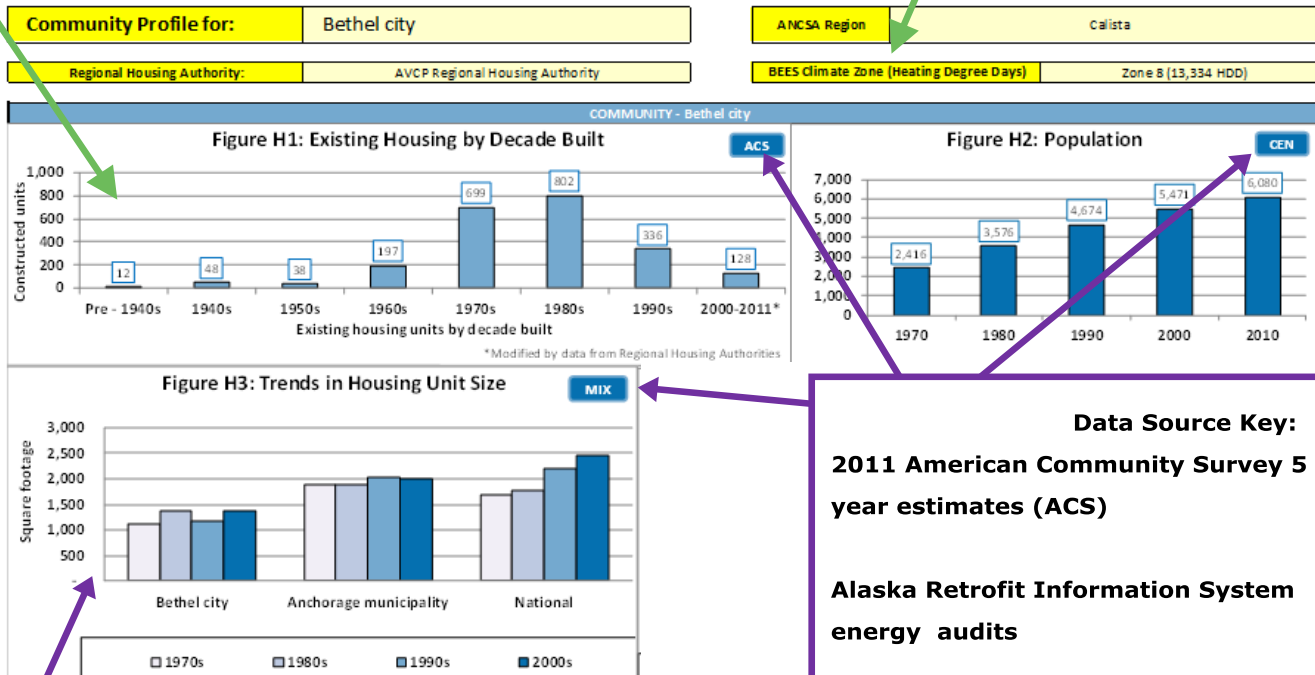 Community Profile for: Bethel city
ANCSA Region Calista
Regional Housing Authority: AVCP Regional Housing Authority
BEES Climate Zone (Heating Degree Days) Zone 8 (13,334 HDD)
COMMUNITY - Bethel city
Figure H1: Existing Housing by Decade Built
ACS
Constructed units
1,000
800
600
400
200
0
12
48
38
197
699
802
336
128
Pre - 1940s 1940s 1950s 1960s 1970s 1980s 1990s 2000-2011*
Existing housing units by decade built
*Modified by data from Regional Housing Authorities
Figure H2: Population
CEN
7,000
6,000
5,000
4,000
3,000
2,000
1,000
0
2,416
3,576
4,674
5,471
6,080
1970 1980 1990 2000 2010
Figure H3: Trends in Housing Unit Size
MIX
Square footage
3,000
2,500
2,000
1,500
1,000
500
-
Bethel city Anchorage municipality National
1970s 1980s 1990s 2000s
Data Source Key:
2011 American Community Survey 5
year estimates (ACS)
Alaska Retrofit Information System
energy audits